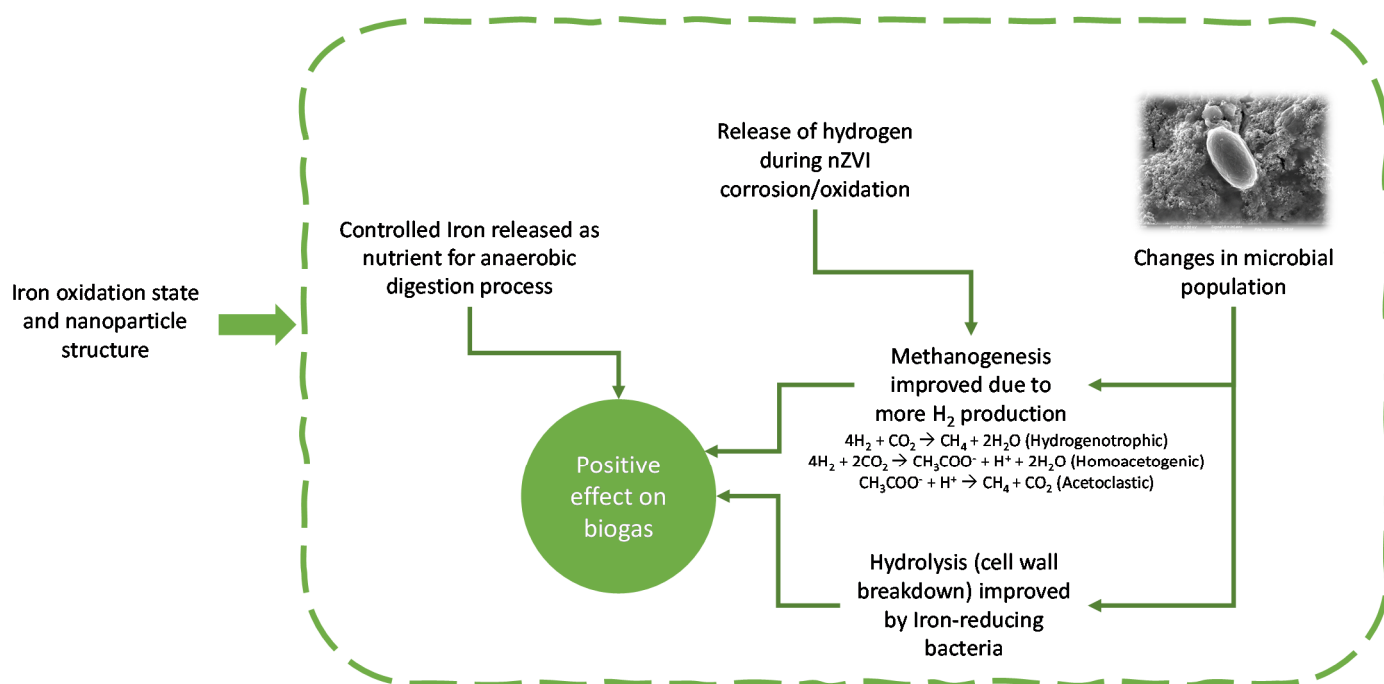 Iron oxidation state
and nanoparticle
structure
Controlled Iron released as
nutrient for anaerobic
digestion process
Release of hydrogen
during nZVI
corrosion/oxidation
Changes in microbial
population
Methanogenesis
improved due to
more H₂ production
4H₂ + CO₂ → CH₄ + 2H₂O (Hydrogenotrophic)
4H₂ + 2CO₂ → CH₃COO⁻ + H⁺ + 2H₂O (Homoacetogenic)
CH₃COO⁻ + H⁺ → CH₄ + CO₂ (Acetoclastic)
Positive
effect on
biogas
Hydrolysis (cell wall
breakdown) improved
by Iron-reducing
bacteria